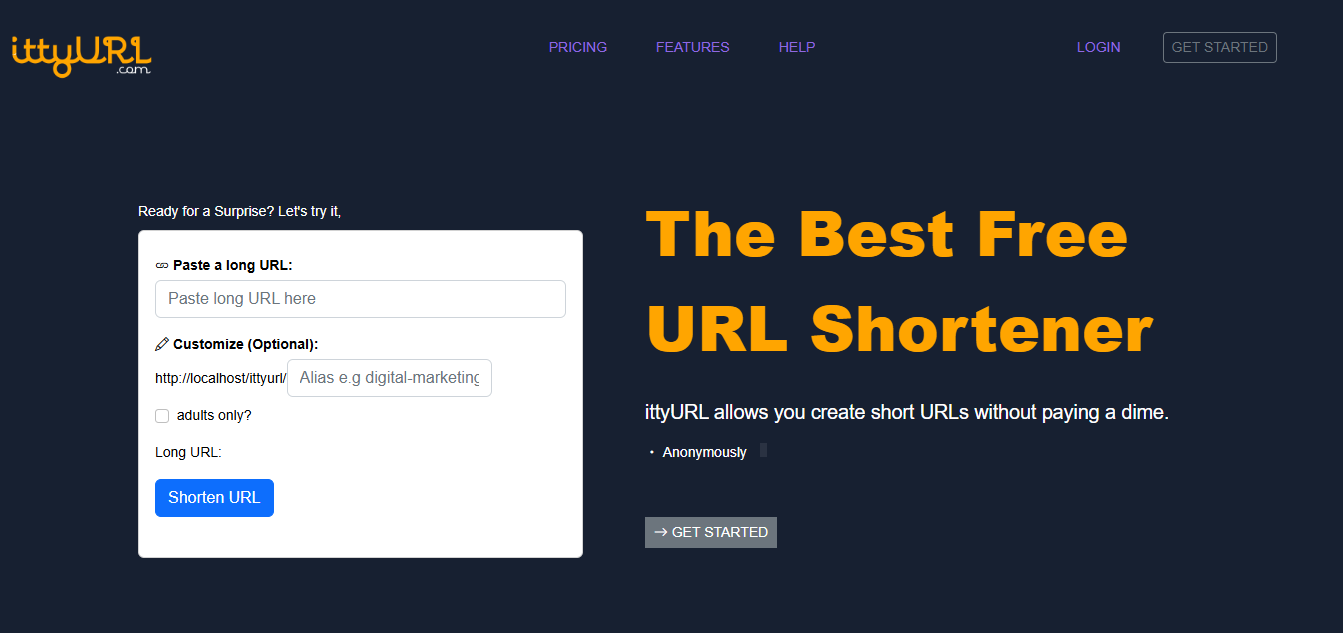 ittyURL
.com
PRICING
FEATURES
HELP
LOGIN
GET STARTED
Ready for a Surprise? Let's try it,
Paste a long URL:
Paste long URL here
Customize (Optional):
http://localhost/ittyurl/ Alias e.g digital-marketing
adults only?
Long URL:
Shorten URL
The Best Free
URL Shortener
ittyURL allows you create short URLs without paying a dime.
• Anonymously
→ GET STARTED